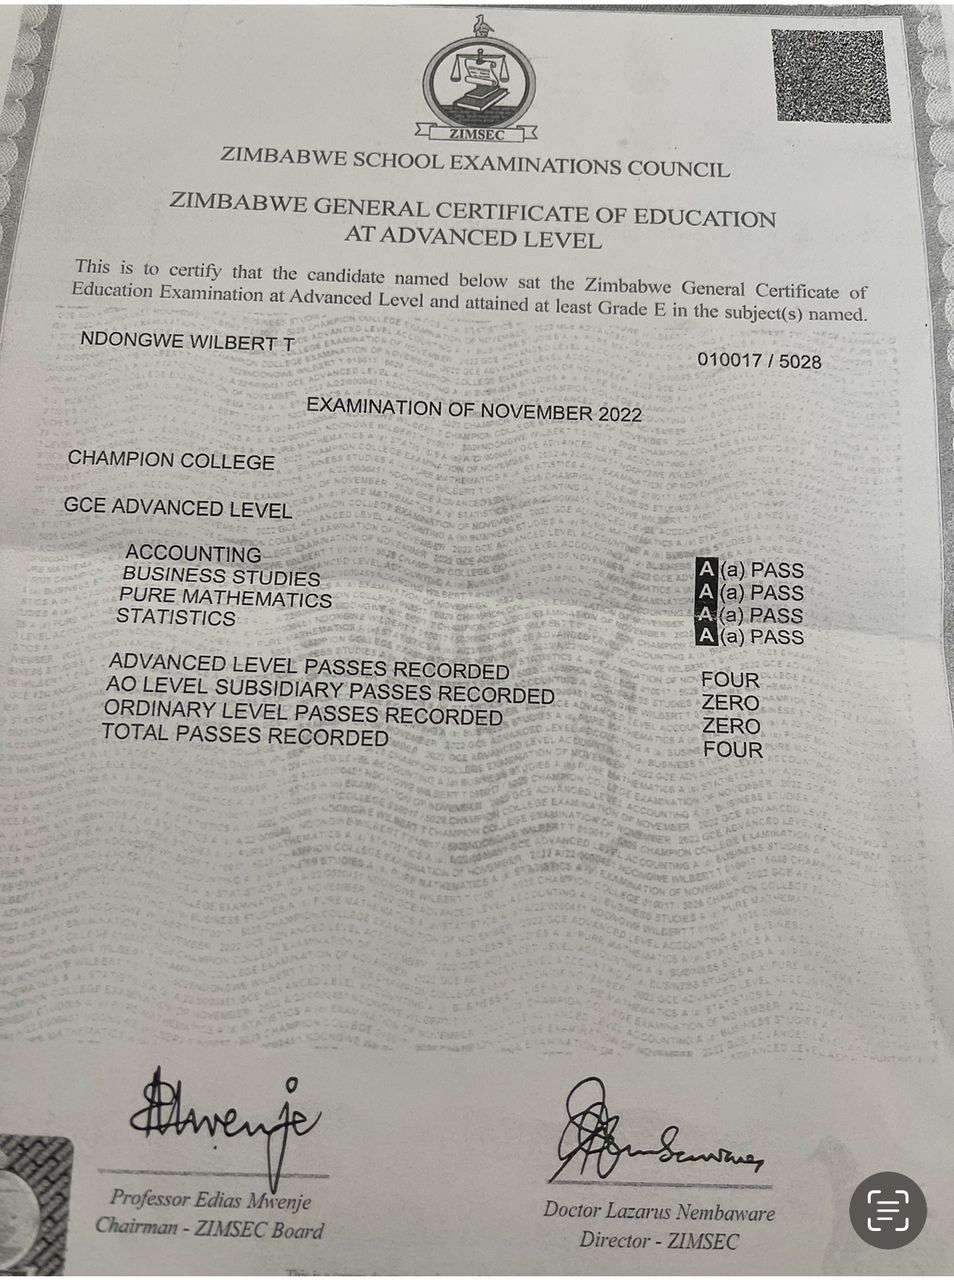 ZIMSEC
ZIMBABWE SCHOOL EXAMINATIONS COUNCIL
ZIMBABWE GENERAL CERTIFICATE OF EDUCATION
AT ADVANCED LEVEL
This is to certify that the candidate named below sat the Zimbabwe General Certificate of
Education Examination at Advanced Level and attained at least Grade E in the subject(s) named.
NDONGWE WILBERT T
010017 / 5028
EXAMINATION OF NOVEMBER 2022
CHAMPION COLLEGE
GCE ADVANCED LEVEL
ACCOUNTING A (a) PASS
BUSINESS STUDIES A (a) PASS
PURE MATHEMATICS A (a) PASS
STATISTICS A (a) PASS
ADVANCED LEVEL PASSES RECORDED FOUR
AO LEVEL SUBSIDIARY PASSES RECORDED ZERO
ORDINARY LEVEL PASSES RECORDED ZERO
TOTAL PASSES RECORDED FOUR
Professor Edias Mwenje
Chairman - ZIMSEC Board
Doctor Lazarus Nembaware
Director - ZIMSEC